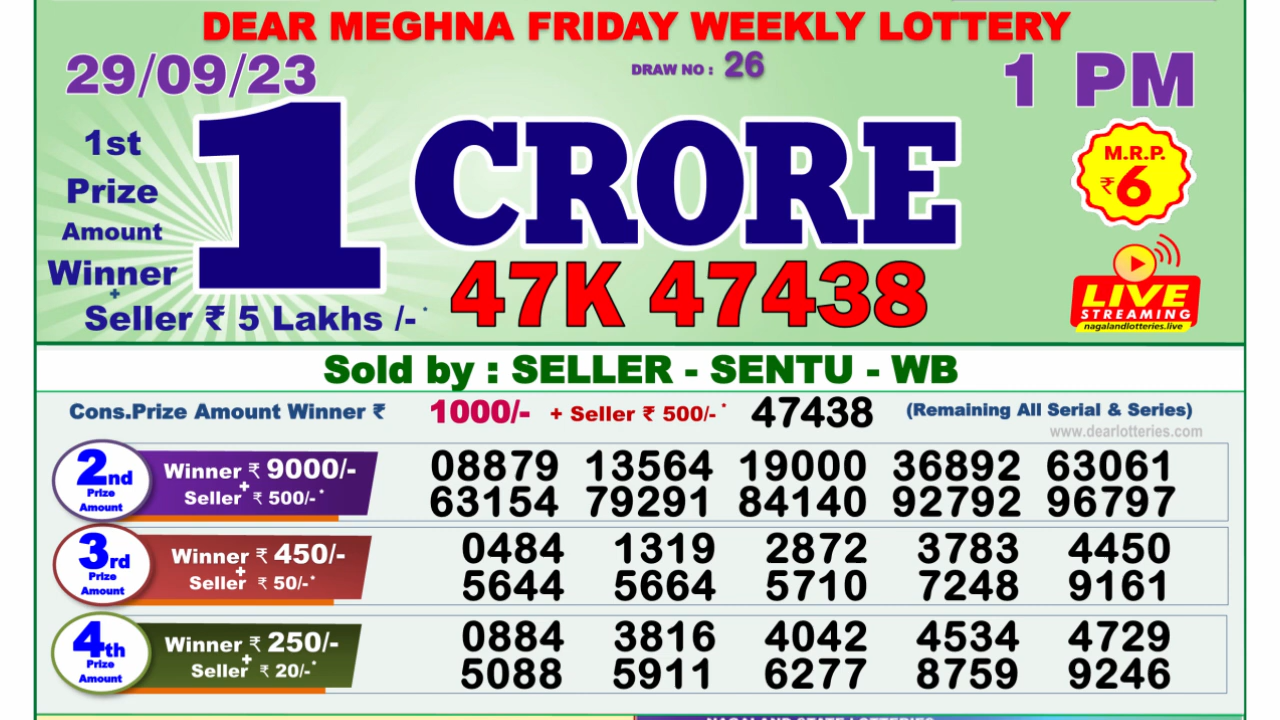 DEAR MEGHNA FRIDAY WEEKLY LOTTERY
29/09/23
DRAW NO : 26
1 PM
1st
Prize
Amount
Winner
+
Seller ₹ 5 Lakhs /- *
1 CRORE
47K 47438
M.R.P.
₹6
LIVE
STREAMING
nagalandlotteries.live
Sold by : SELLER - SENTU - WB
Cons.Prize Amount Winner ₹ 1000/- + Seller ₹ 500/- * 47438 (Remaining All Serial & Series)
www.dearlotteries.com
2nd
Prize
Amount
Winner ₹ 9000/-
+
Seller ₹ 500/- *
08879 13564 19000 36892 63061
63154 79291 84140 92792 96797
3rd
Prize
Amount
Winner ₹ 450/-
+
Seller ₹ 50/- *
0484 1319 2872 3783 4450
5644 5664 5710 7248 9161
4th
Prize
Amount
Winner ₹ 250/-
+
Seller ₹ 20/- *
0884 3816 4042 4534 4729
5088 5911 6277 8759 9246
NAGALAND STATE LOTTERIES